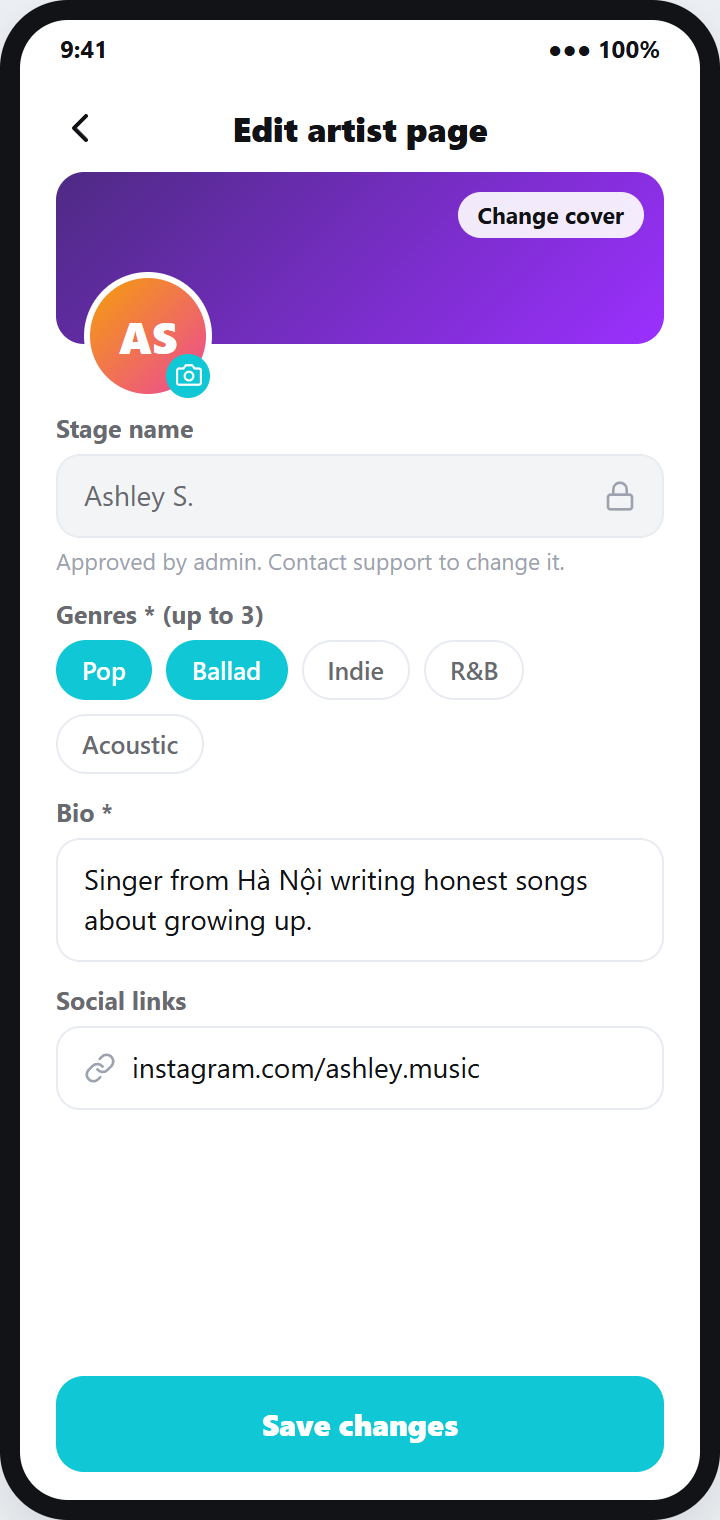 9:41
●●● 100%
Edit artist page
Change cover
AS
Stage name
Ashley S.
Approved by admin. Contact support to change it.
Genres * (up to 3)
Pop
Ballad
Indie
R&B
Acoustic
Bio *
Singer from Hà Nội writing honest songs
about growing up.
Social links
instagram.com/ashley.music
Save changes